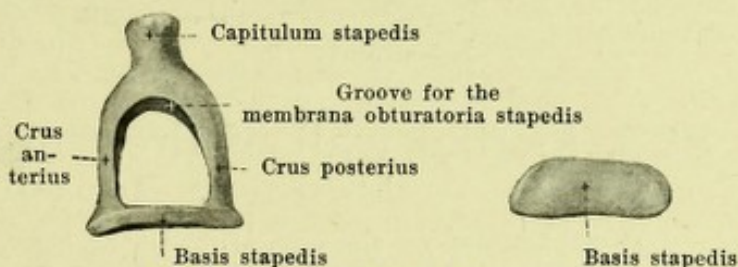 Capitulum stapedis
Groove for the
membrana obturatoria stapedis
Crus
an-
terius
Crus posterius
Basis stapedis
Basis stapedis